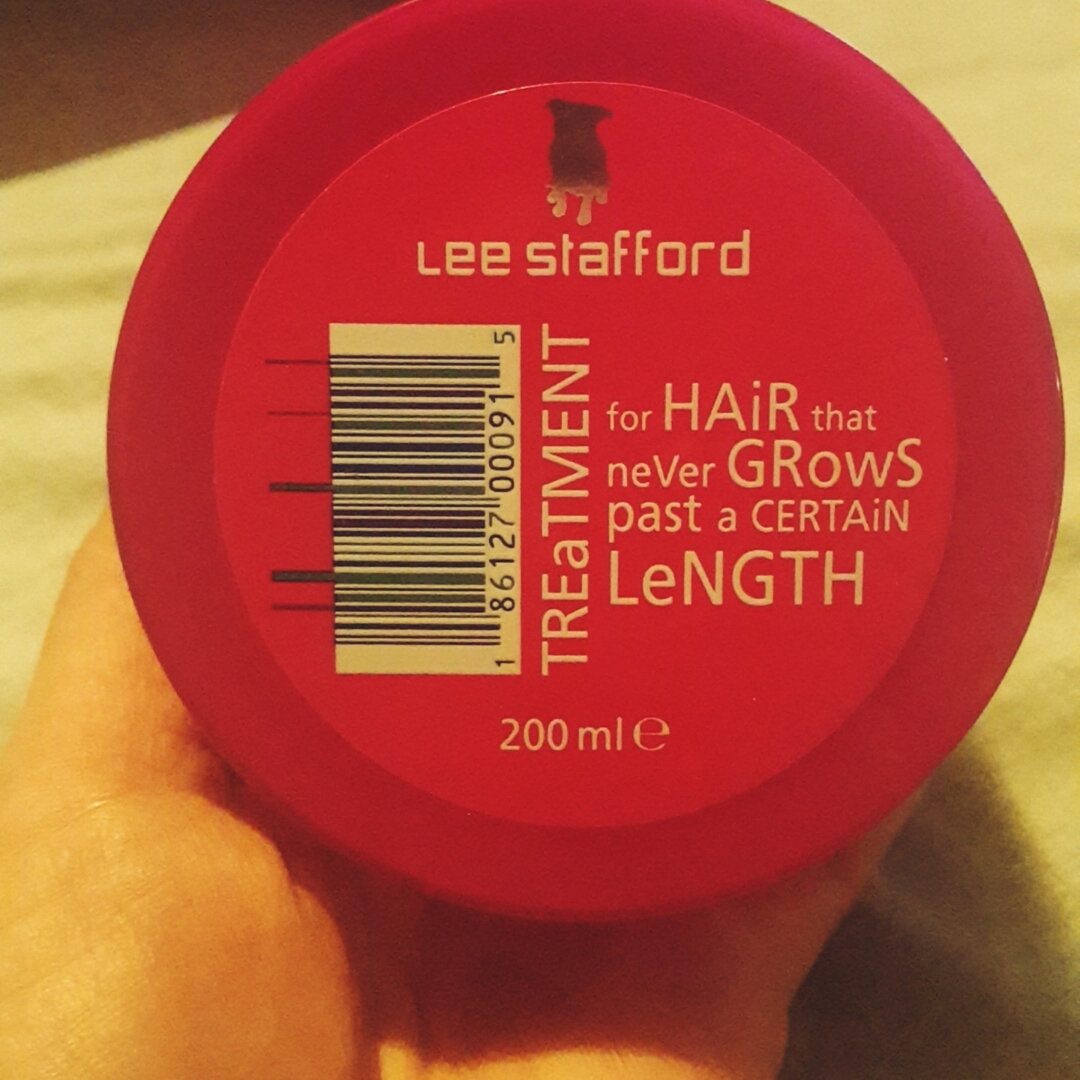 Lee stafford
TREaTMENT
for HAiR that
neVer GRowS
past a CERTAiN
LeNGTH
1 86127 00091 5
200 ml ℮